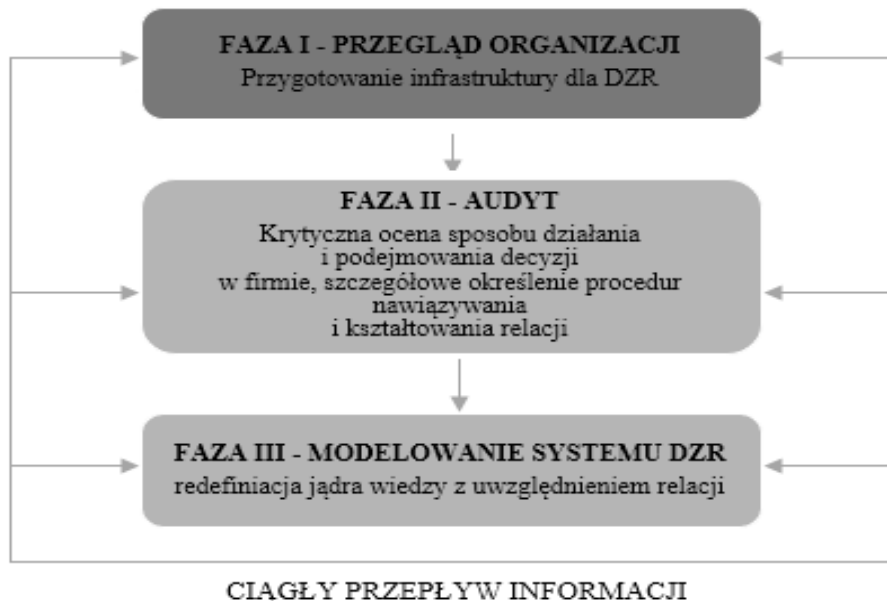 FAZA I - PRZEGLĄD ORGANIZACJI
Przygotowanie infrastruktury dla DZR
FAZA II - AUDYT
Krytyczna ocena sposobu działania
i podejmowania decyzji
w firmie, szczegółowe określenie procedur
nawiązywania
i kształtowania relacji
FAZA III - MODELOWANIE SYSTEMU DZR
redefiniacja jądra wiedzy z uwzględnieniem relacji
CIAGŁY PRZEPŁYW INFORMACJI